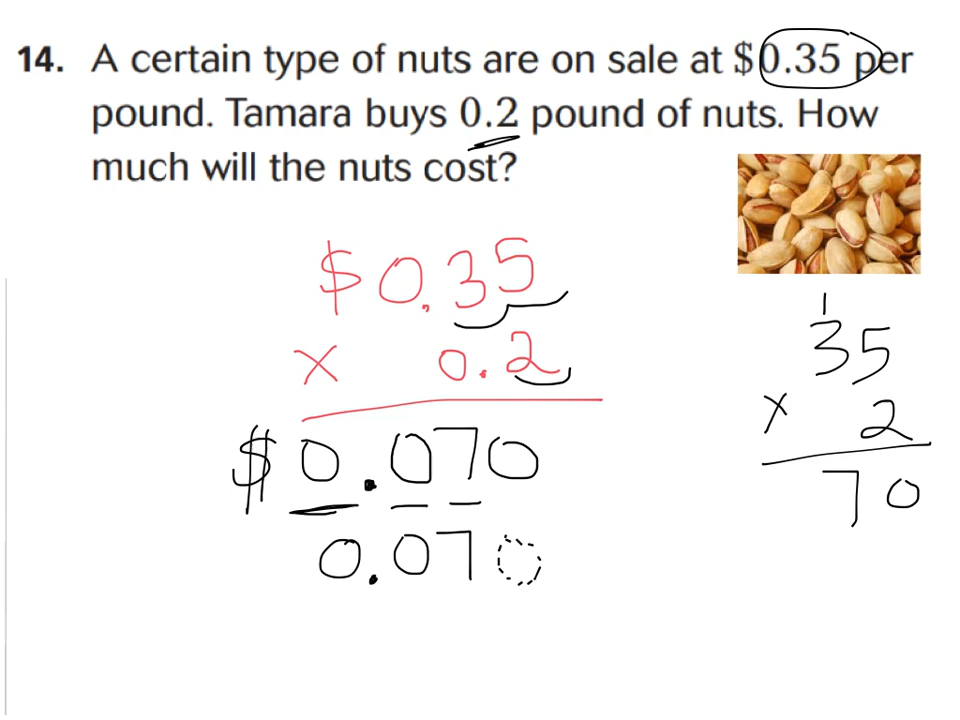 14. A certain type of nuts are on sale at $0.35 per
pound. Tamara buys 0.2 pound of nuts. How
much will the nuts cost?
$0.35
x 0.2
$0.070
0.070
1
35
x 2
70